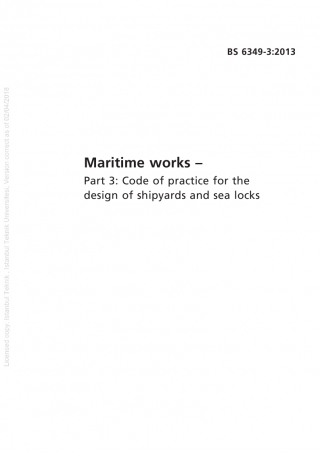 BS 6349-3:2013
Maritime works –
Part 3: Code of practice for the
design of shipyards and sea locks
Licensed copy: Istanbul Teknik , Istanbul Teknik Universitesi, Version correct as of 02/04/2018